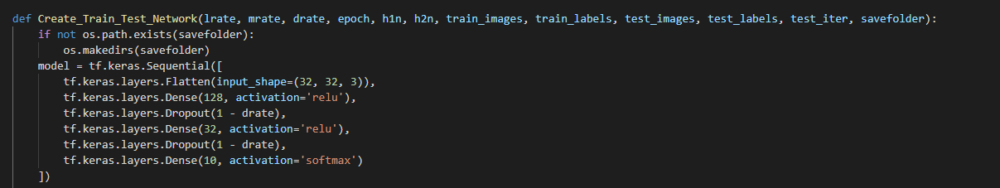 def Create_Train_Test_Network(lrate, mrate, drate, epoch, h1n, h2n, train_images, train_labels, test_images, test_labels, test_iter, savefolder):
    if not os.path.exists(savefolder):
        os.makedirs(savefolder)
    model = tf.keras.Sequential([
        tf.keras.layers.Flatten(input_shape=(32, 32, 3)),
        tf.keras.layers.Dense(128, activation='relu'),
        tf.keras.layers.Dropout(1 - drate),
        tf.keras.layers.Dense(32, activation='relu'),
        tf.keras.layers.Dropout(1 - drate),
        tf.keras.layers.Dense(10, activation='softmax')
    ])